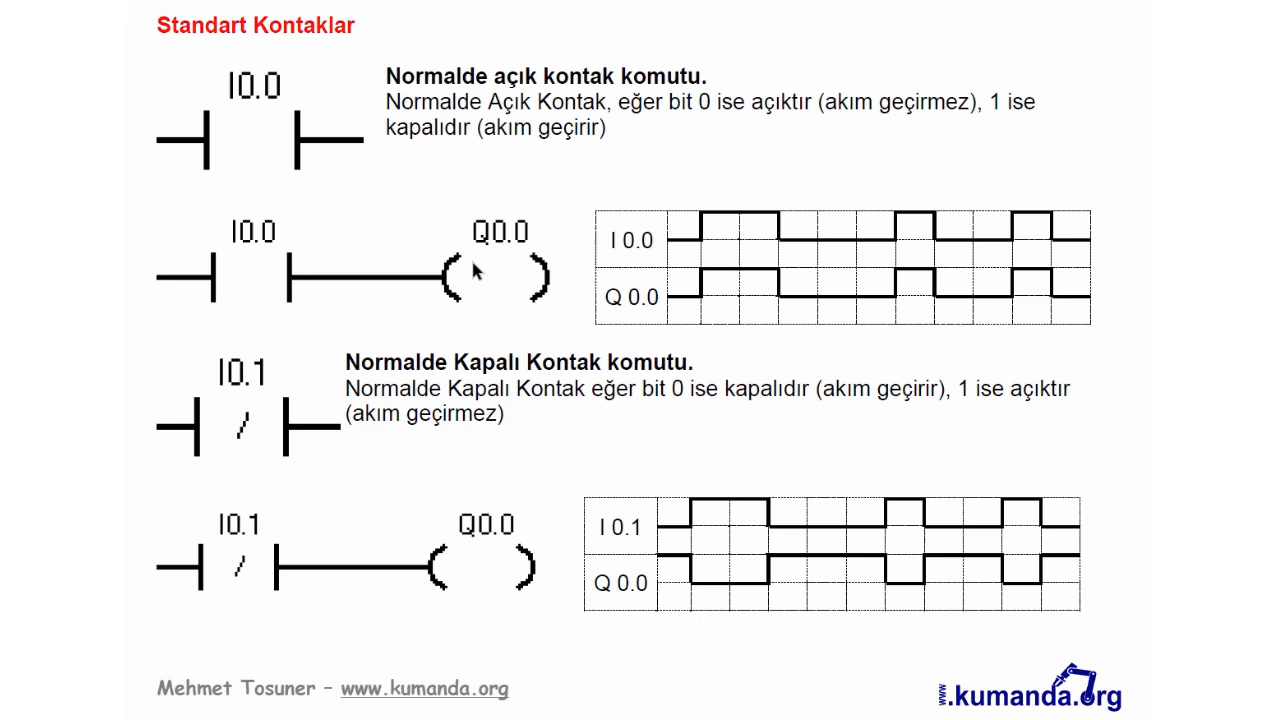 Standart Kontaklar
I0.0
Normalde açık kontak komutu.
Normalde Açık Kontak, eğer bit 0 ise açıktır (akım geçirmez), 1 ise
kapalıdır (akım geçirir)
I0.0
Q0.0
I 0.0
Q 0.0
I0.1
Normalde Kapalı Kontak komutu.
Normalde Kapalı Kontak eğer bit 0 ise kapalıdır (akım geçirir), 1 ise açıktır
(akım geçirmez)
I0.1
Q0.0
I 0.1
Q 0.0
Mehmet Tosuner – www.kumanda.org
www.kumanda.org